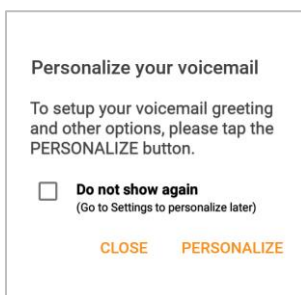 Personalize your voicemail
To setup your voicemail greeting
and other options, please tap the
PERSONALIZE button.
Do not show again
(Go to Settings to personalize later)
CLOSE PERSONALIZE